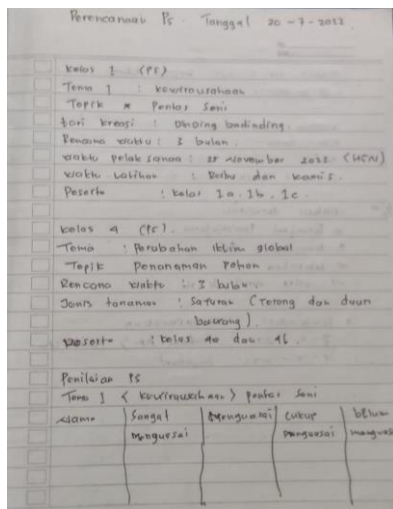 Perencanaan P5 Tanggal 20-7-2022
Kelas 1 (P5)
Tema 1 : kewirausahaan
Topik * Pentas Seni
tari kreasi : badinding
Rencana waktu : 3 bulan
waktu pelaksanaan : 25 November 2022 (HGN)
waktu Latihan : Rabu dan kamis.
Peserta : kelas 1a. 1b. 1c
kelas 4 (P5)
Tema : Perubahan iklim global
Topik Penanaman Pohon
Rencana waktu : 3 bulan
Jenis tanaman : Sayuran (Terong dan daun
bawang)
peserta : kelas 4a dan 4b
Penilaian P5
Tema 1 (kewirausahaan) pentas Seni
Nama Sangat Menguasai cukup belum
menguasai menguasai menguasai